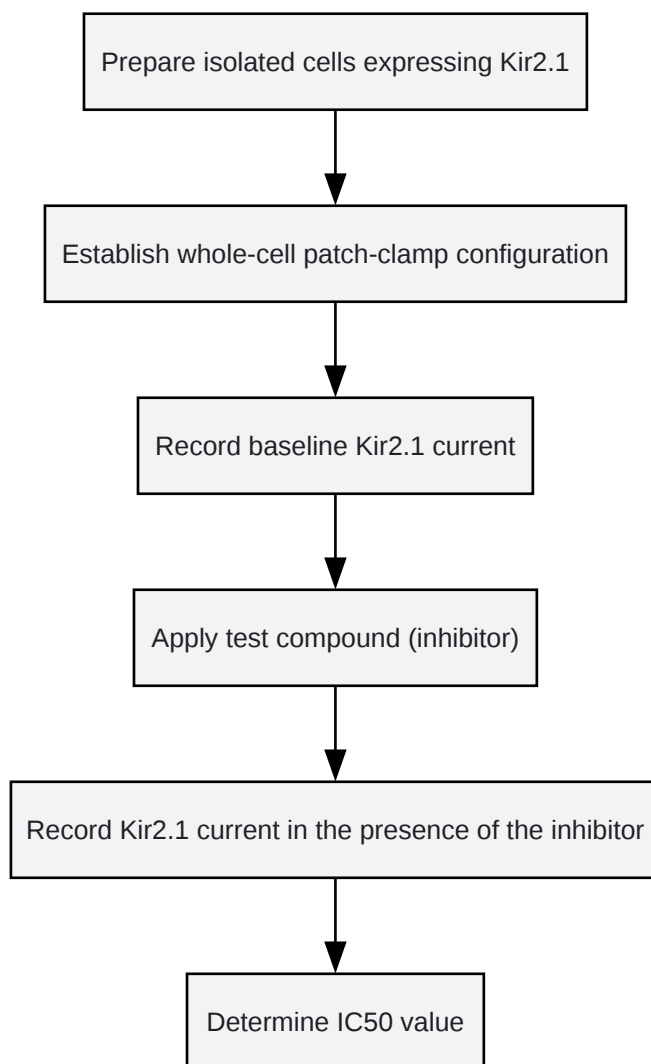 Prepare isolated cells expressing Kir2.1
Establish whole-cell patch-clamp configuration
Record baseline Kir2.1 current
Apply test compound (inhibitor)
Record Kir2.1 current in the presence of the inhibitor
Determine IC50 value